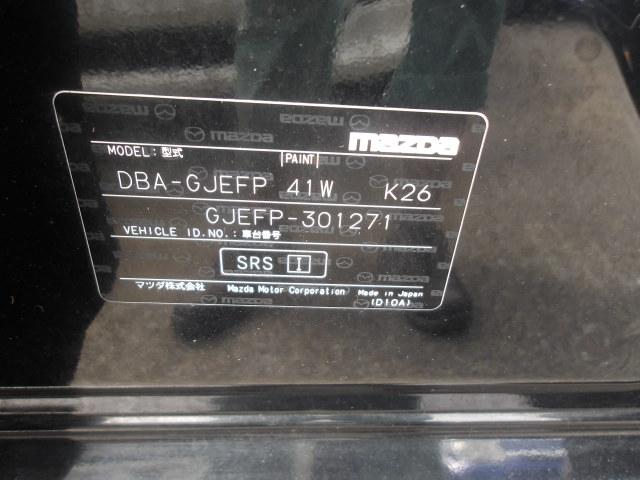 mazda
MODEL:型式 PAINT
DBA-GJEFP 41W K26
GJEFP-301271
VEHICLE ID.NO.:車台番号
SRS I
マツダ株式会社 Mazda Motor Corporation Made in Japan
(D10A)